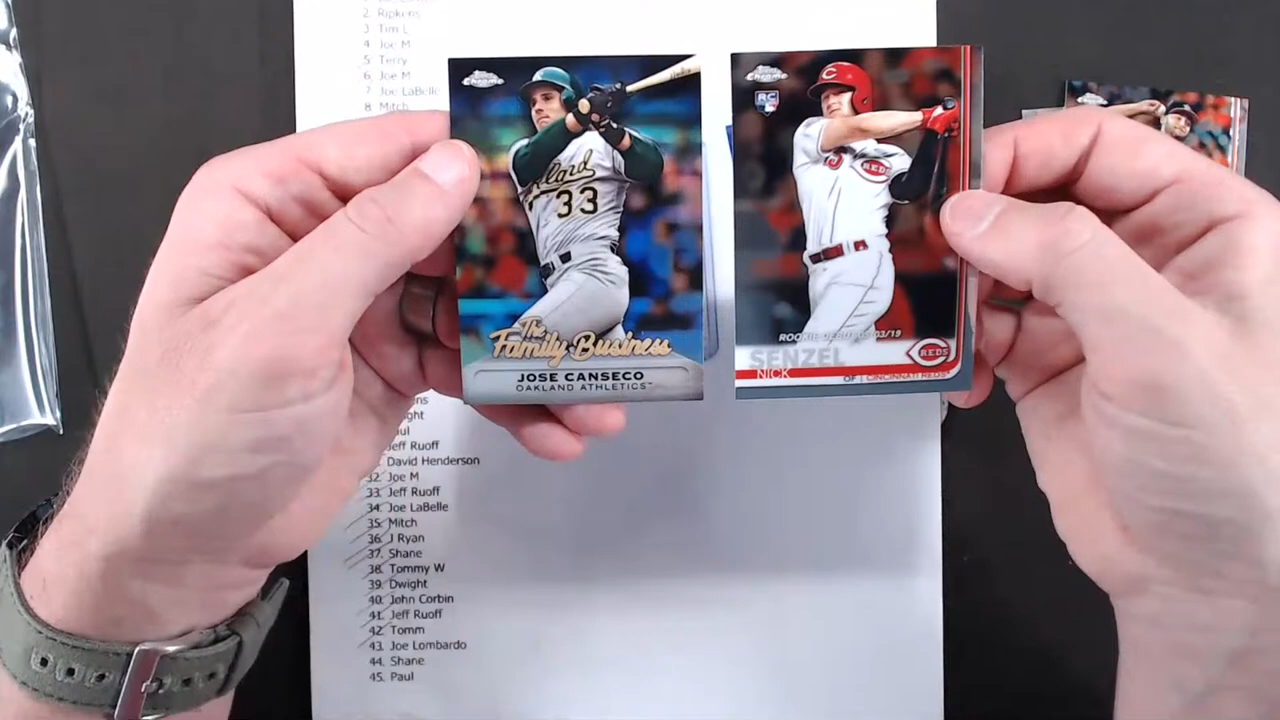 2. Ripkens
3. Tim L
4. Joe M
5. Terry
6. Joe M
7. Joe LaBelle
8. Mitch
Topps
Chrome
33
The
Family Business
JOSE CANSECO
OAKLAND ATHLETICS™
Topps
Chrome
RC
C
REDS
ROOKIE DEBUT 05/03/19
SENZEL
NICK
OF | CINCINNATI REDS®
REDS
Jeff Ruoff
David Henderson
32. Joe M
33. Jeff Ruoff
34. Joe LaBelle
35. Mitch
36. J Ryan
37. Shane
38. Tommy W
39. Dwight
40. John Corbin
41. Jeff Ruoff
42. Tomm
43. Joe Lombardo
44. Shane
45. Paul